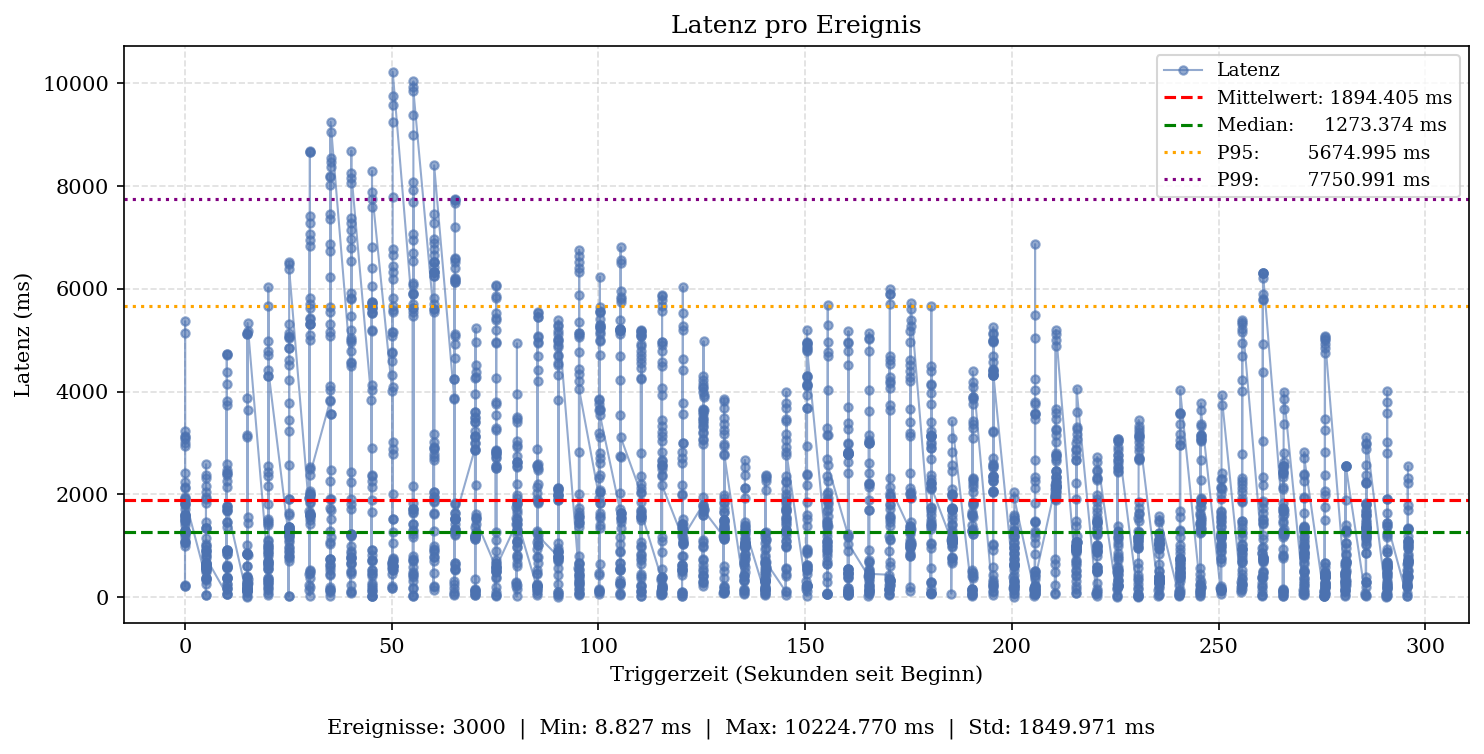 Latenz pro Ereignis
Latenz
Mittelwert: 1894.405 ms
Median: 1273.374 ms
P95: 5674.995 ms
P99: 7750.991 ms
Latenz (ms)
10000
8000
6000
4000
2000
0
0 50 100 150 200 250 300
Triggerzeit (Sekunden seit Beginn)
Ereignisse: 3000 | Min: 8.827 ms | Max: 10224.770 ms | Std: 1849.971 ms